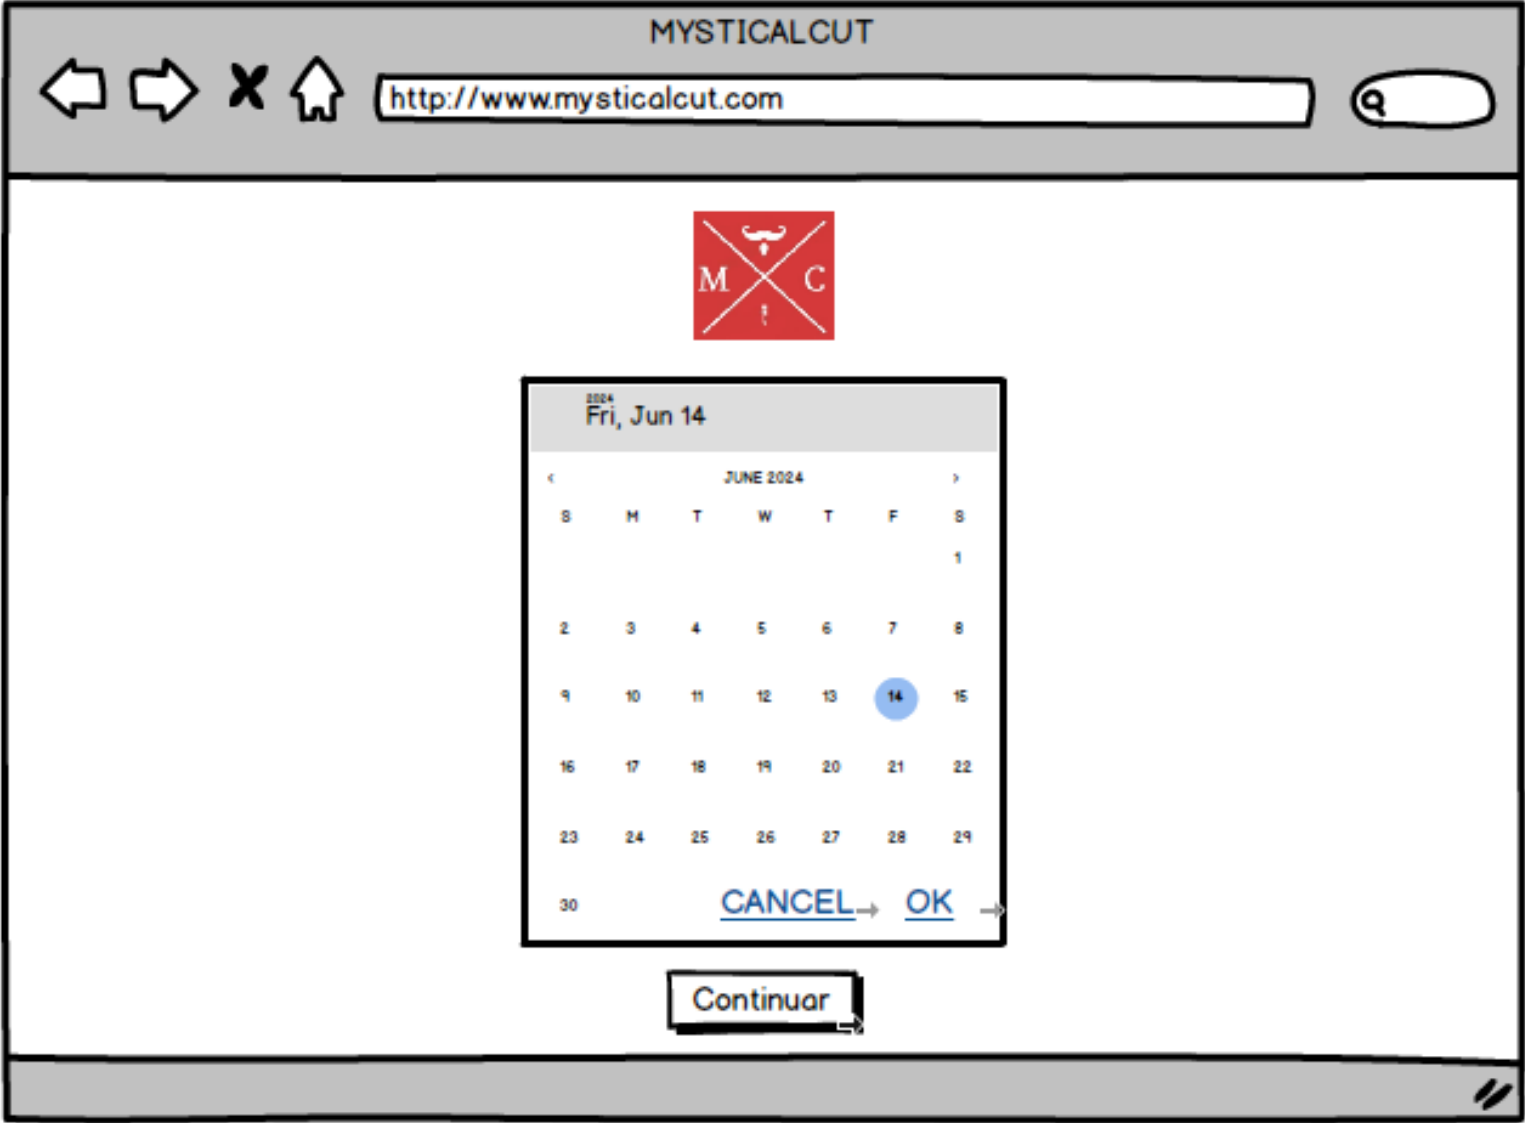 MYSTICALCUT
http://www.mysticalcut.com
M C
2024
Fri, Jun 14
< JUNE 2024 >
S M T W T F S
1
2 3 4 5 6 7 8
9 10 11 12 13 14 15
16 17 18 19 20 21 22
23 24 25 26 27 28 29
30 CANCEL OK
Continuar